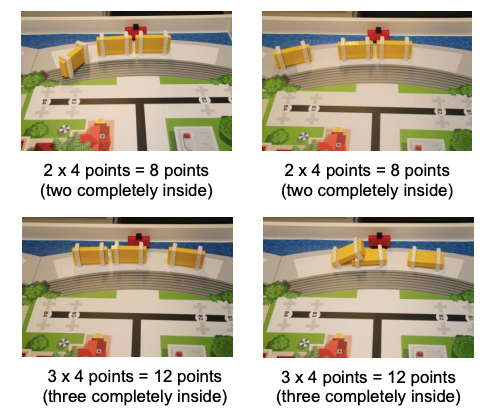 2 x 4 points = 8 points
(two completely inside)
2 x 4 points = 8 points
(two completely inside)
3 x 4 points = 12 points
(three completely inside)
3 x 4 points = 12 points
(three completely inside)